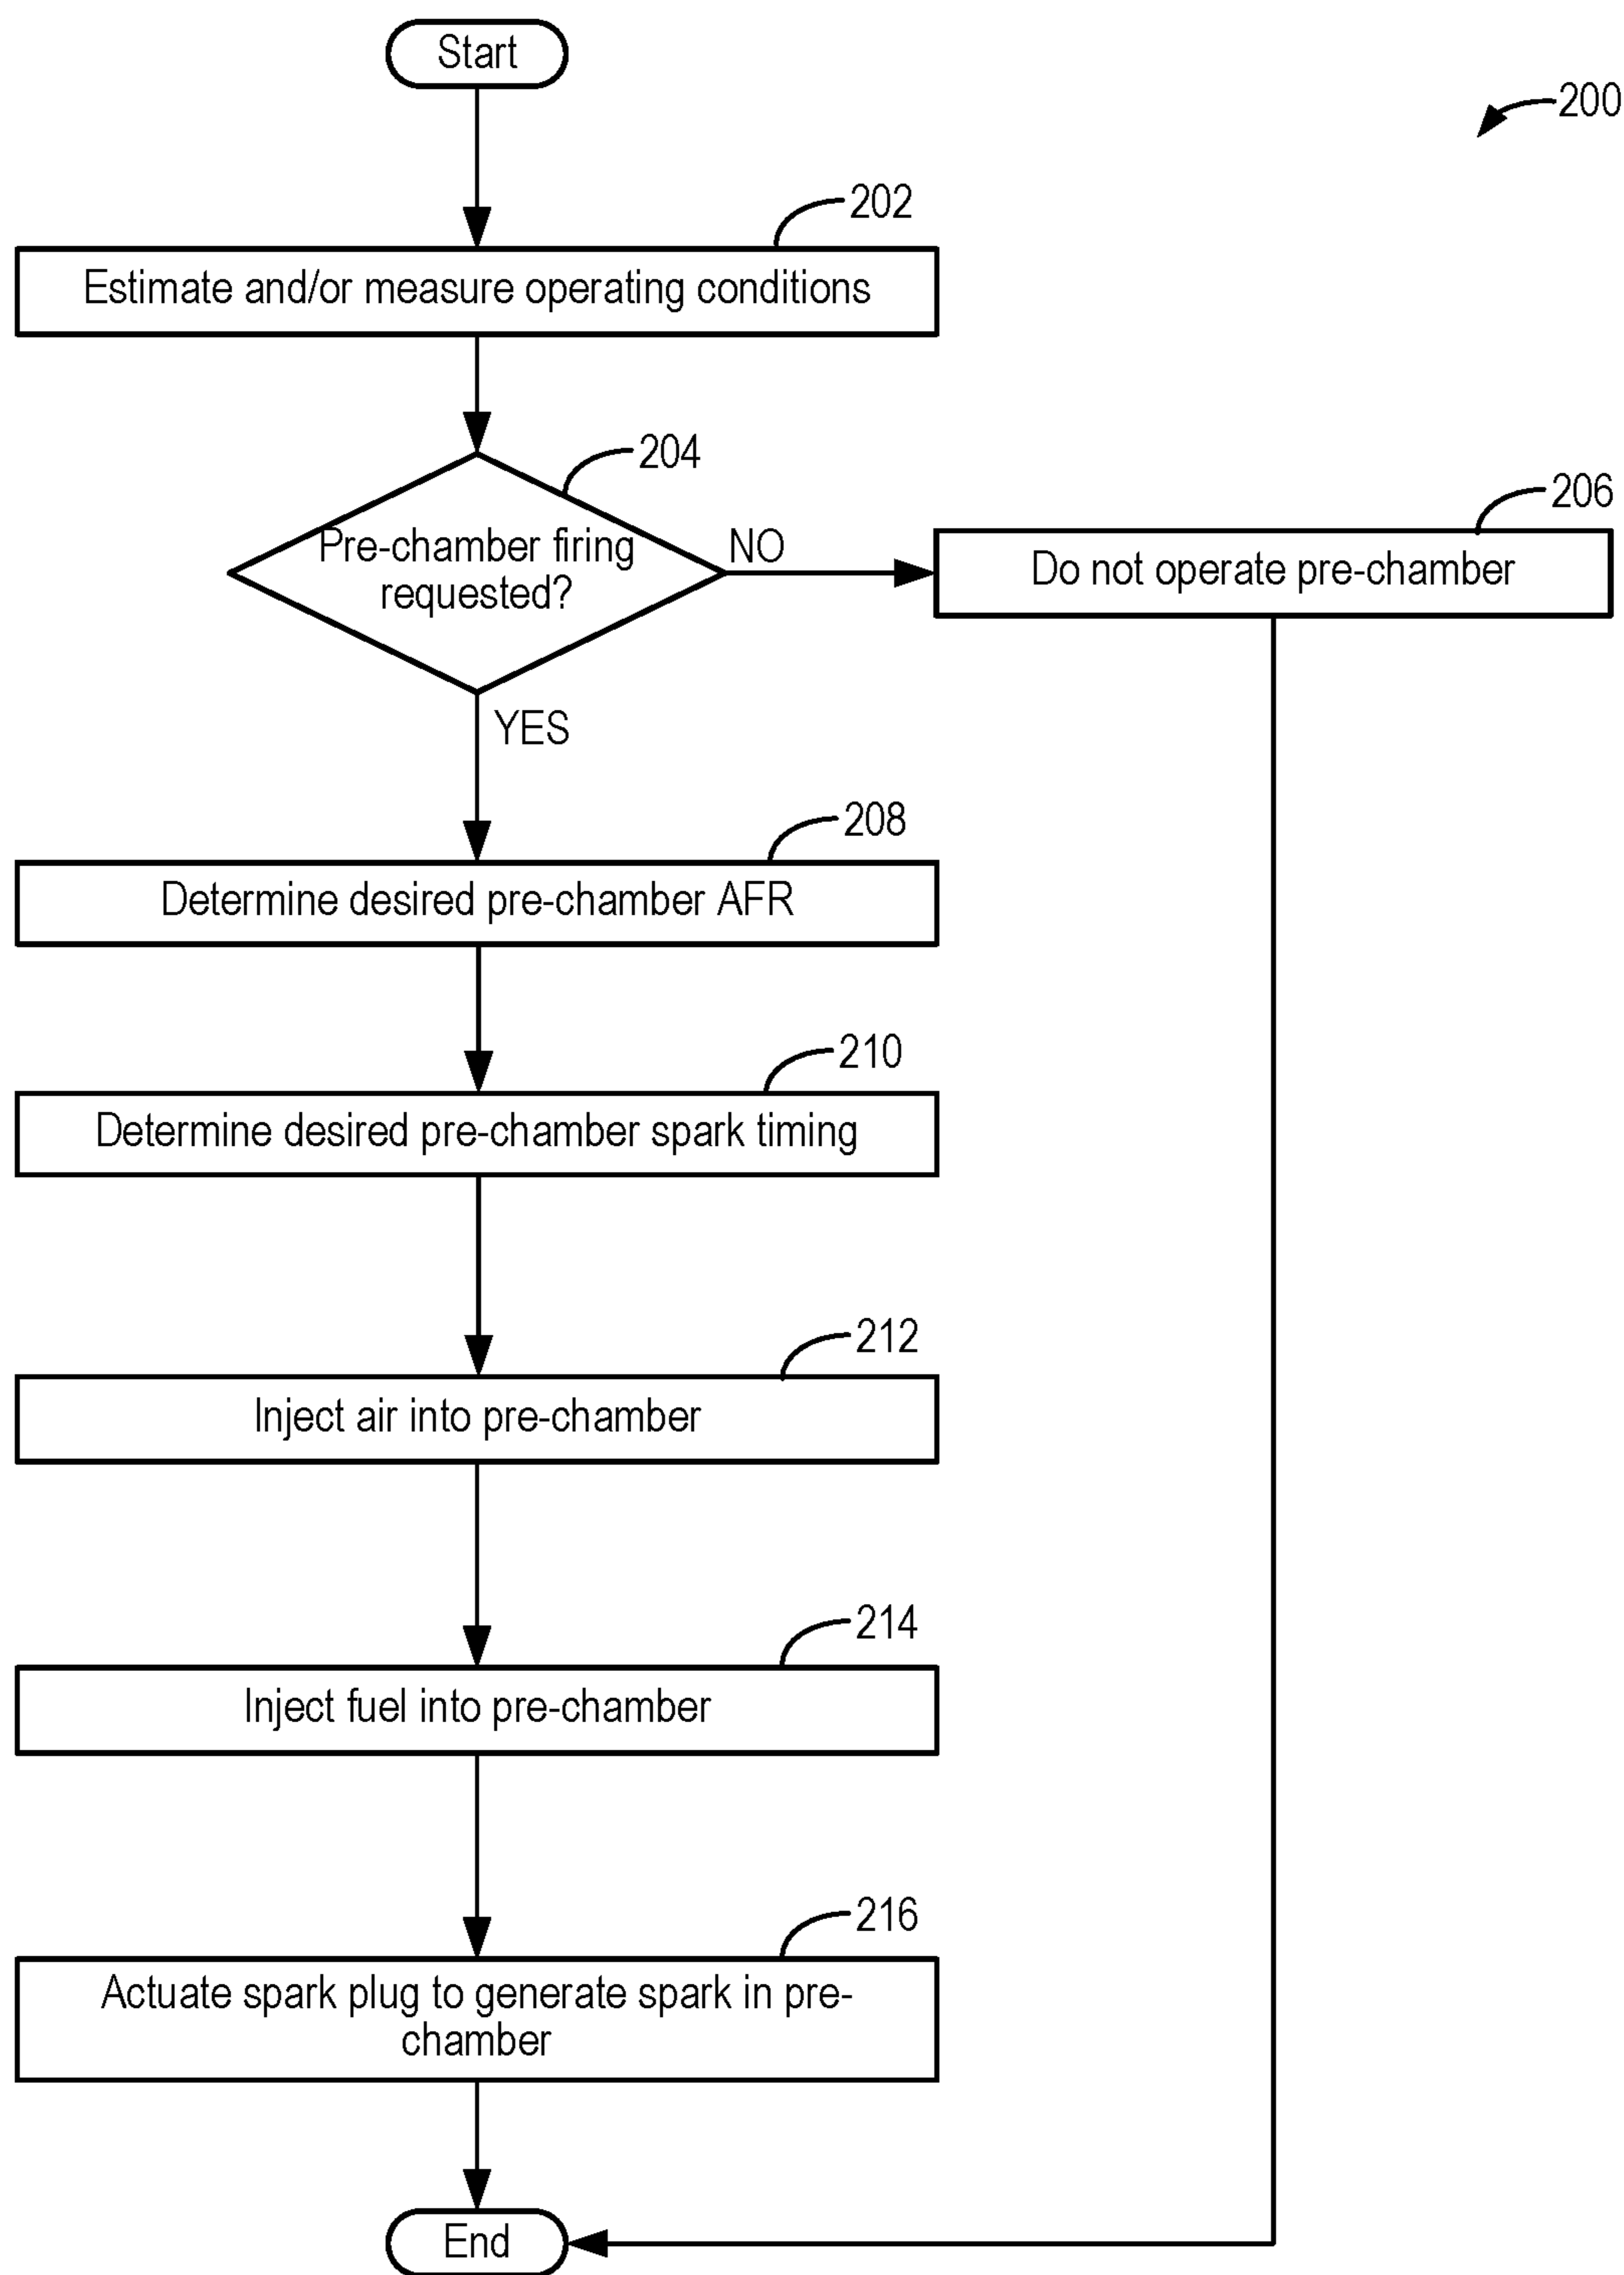 Start
200
202
Estimate and/or measure operating conditions
204
206
Pre-chamber firing
requested?
NO
Do not operate pre-chamber
YES
208
Determine desired pre-chamber AFR
210
Determine desired pre-chamber spark timing
212
Inject air into pre-chamber
214
Inject fuel into pre-chamber
216
Actuate spark plug to generate spark in pre-
chamber
End